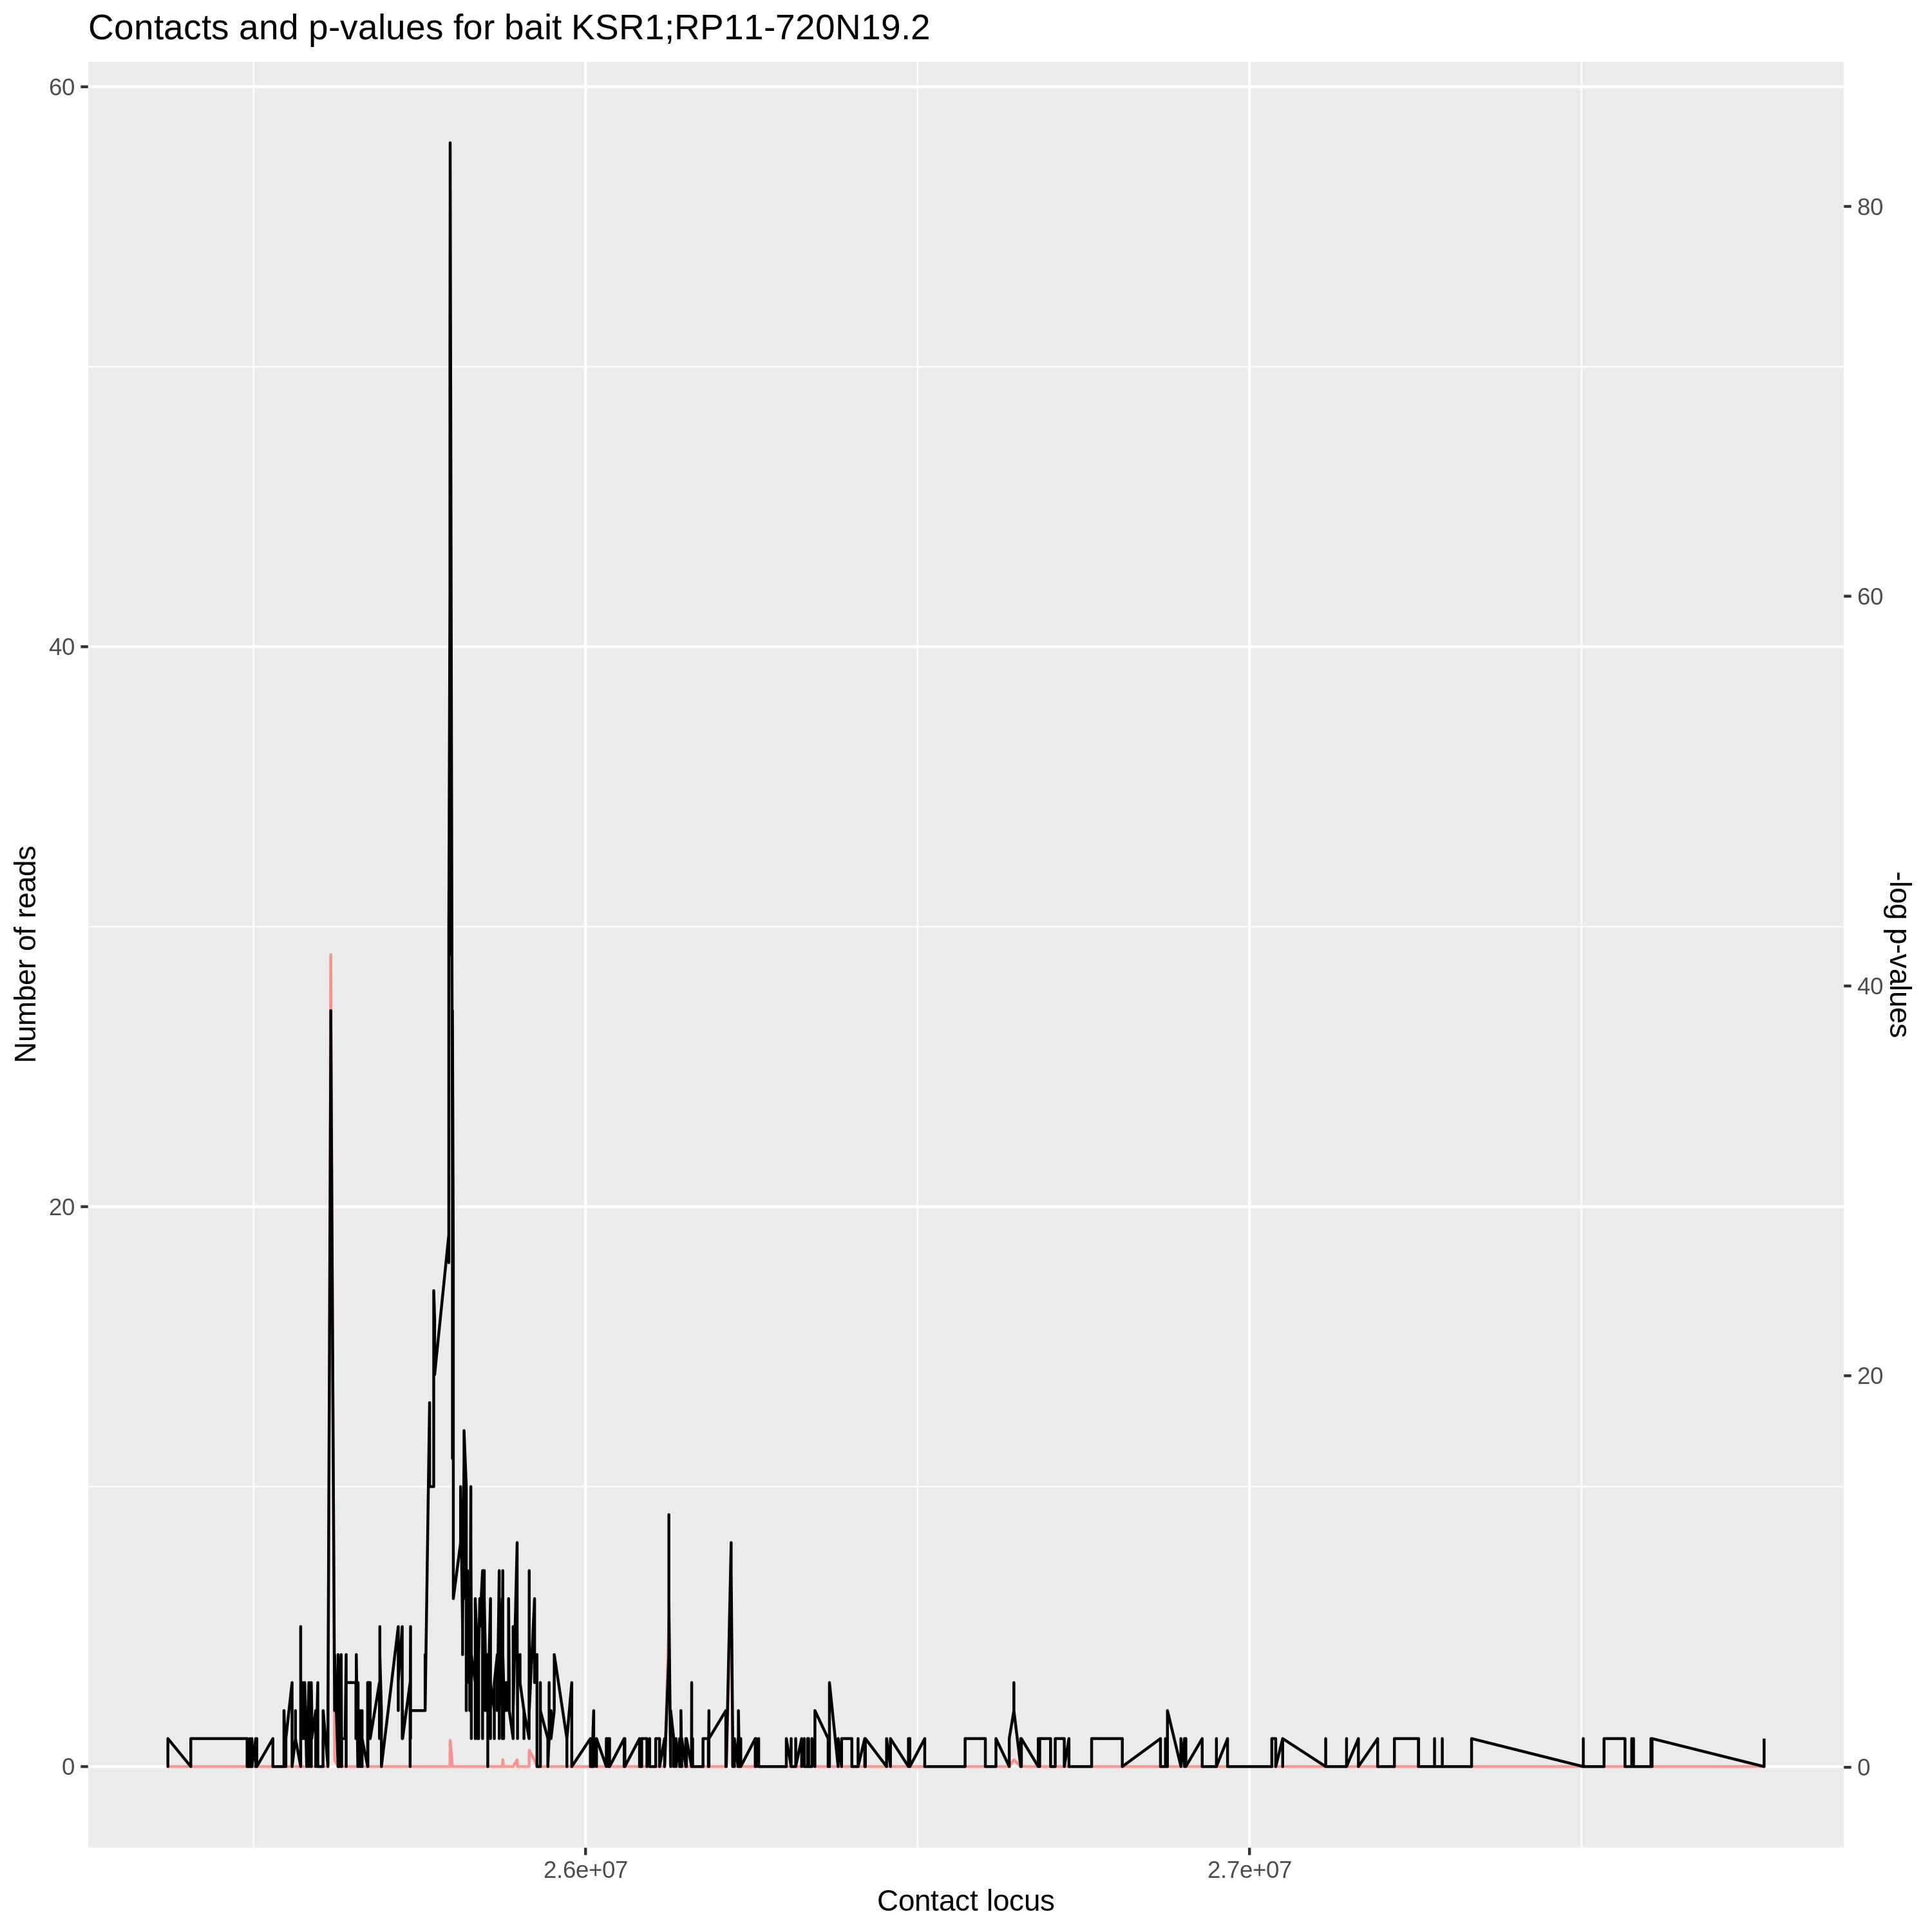 Contacts and p-values for bait KSR1;RP11-720N19.2
60
40
20
0
Number of reads
80
60
40
20
0
-log p-values
2.6e+07
2.7e+07
Contact locus